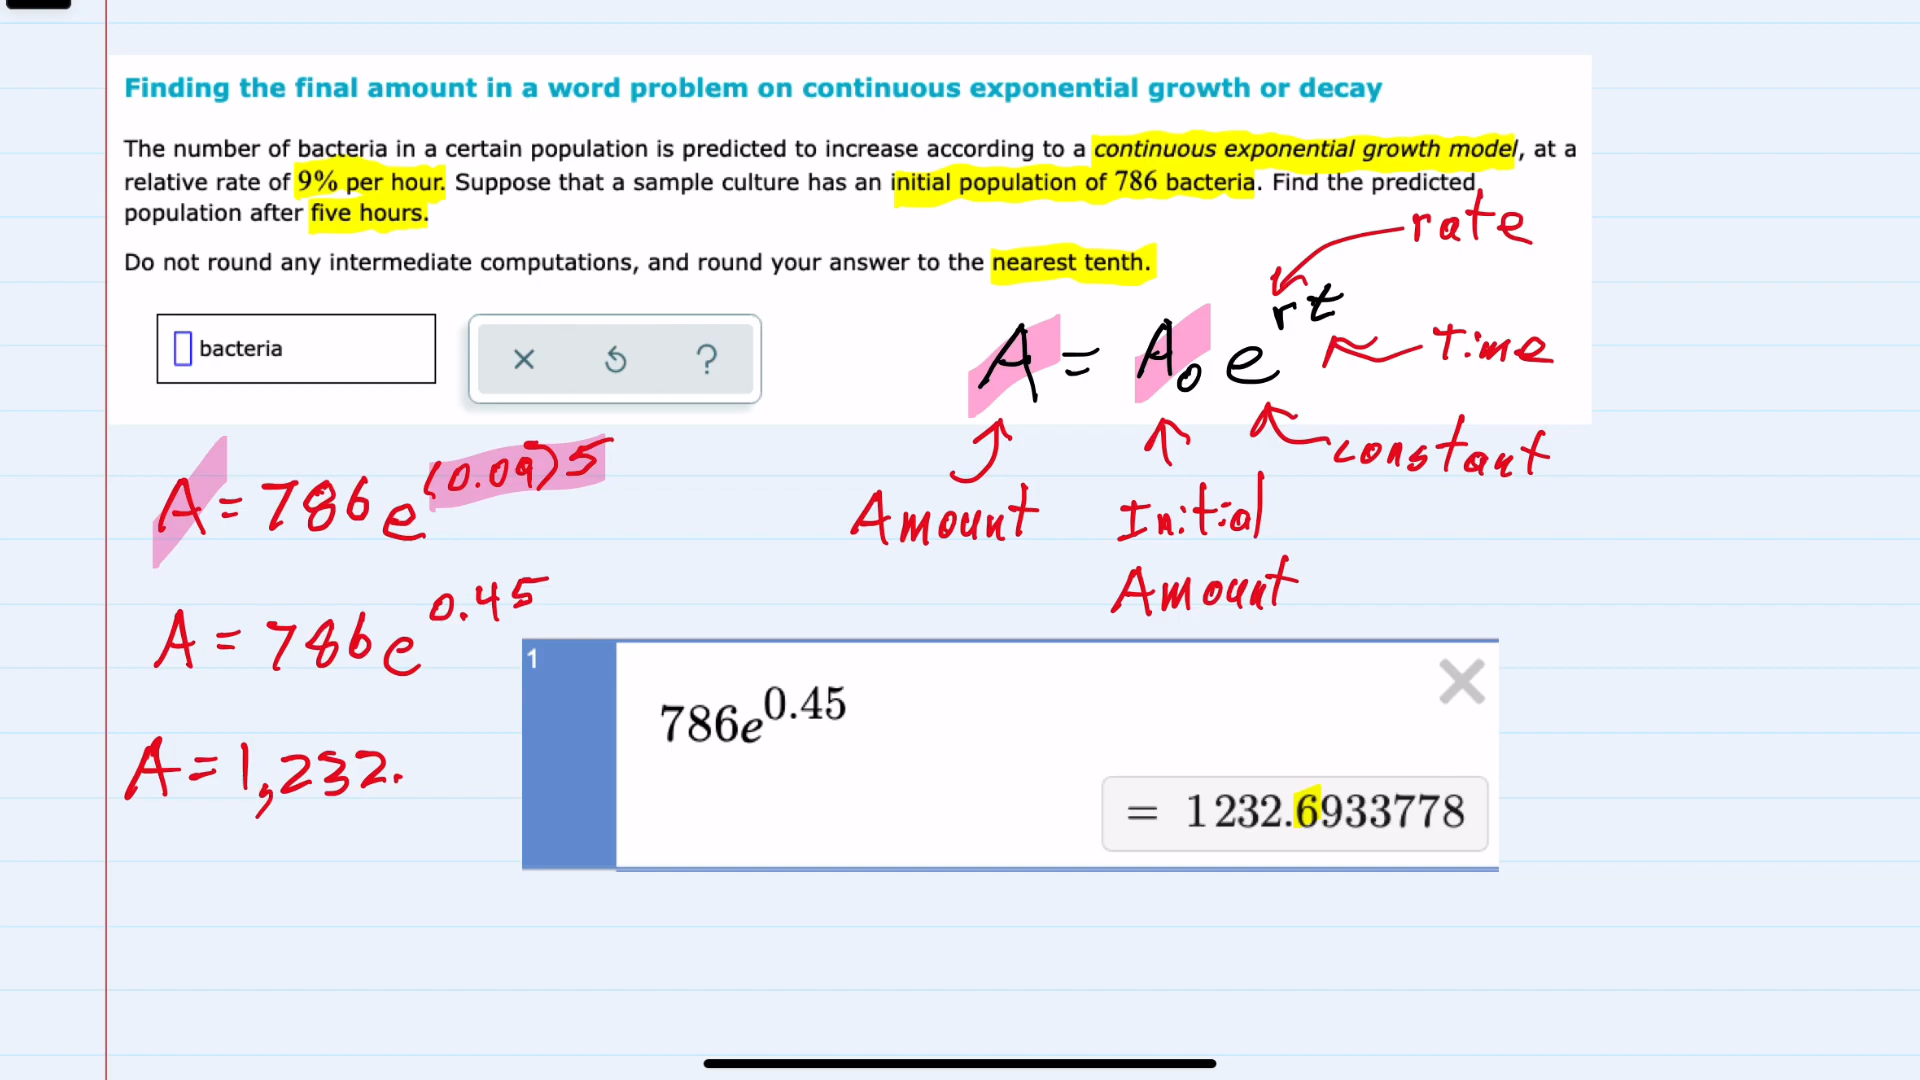 Finding the final amount in a word problem on continuous exponential growth or decay
The number of bacteria in a certain population is predicted to increase according to a continuous exponential growth model, at a
relative rate of 9% per hour. Suppose that a sample culture has an initial population of 786 bacteria. Find the predicted
population after five hours.
Do not round any intermediate computations, and round your answer to the nearest tenth.
bacteria
× ?
rate
A = A₀ e^rt
Time
constant
Amount
Initial
Amount
A = 786 e^(0.09)5
A = 786 e^0.45
A = 1,232.
1
786e^0.45
= 1232.6933778